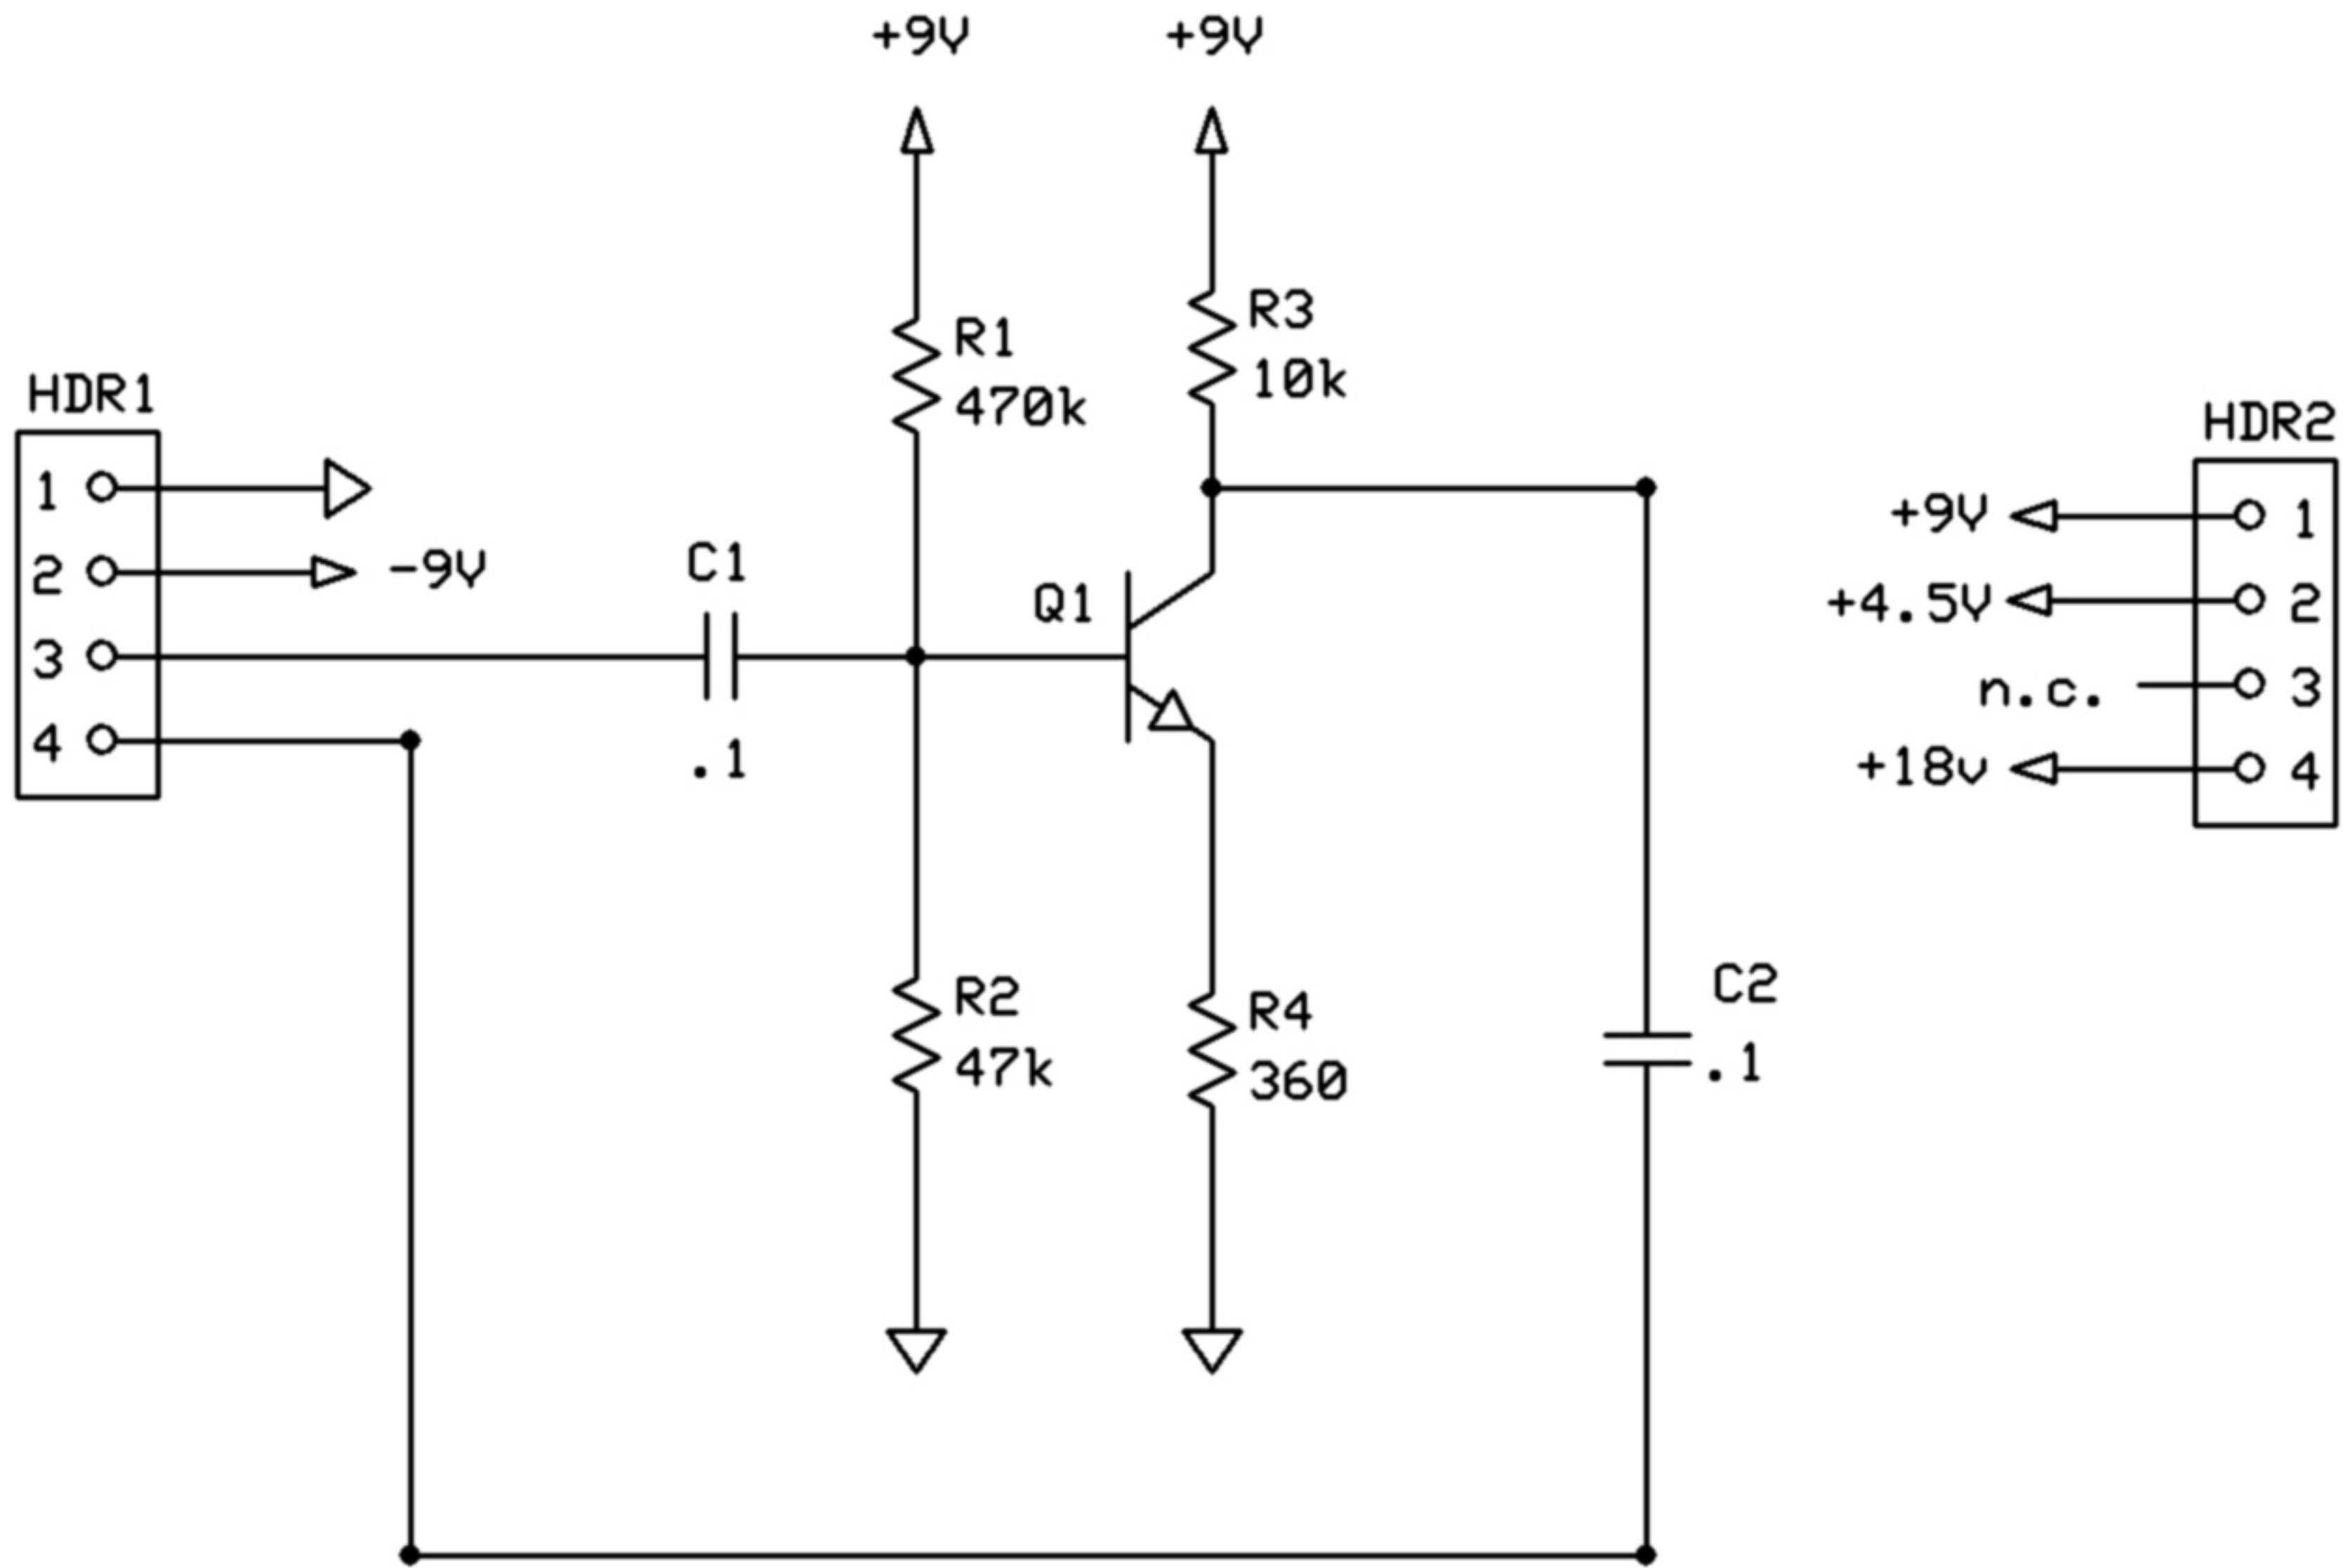 +9V
+9V
R1
470k
R3
10k
HDR1
1
2
3
4
-9V
C1
.1
Q1
R2
47k
R4
360
C2
.1
HDR2
+9V
1
+4.5V
2
n.c.
3
+18v
4